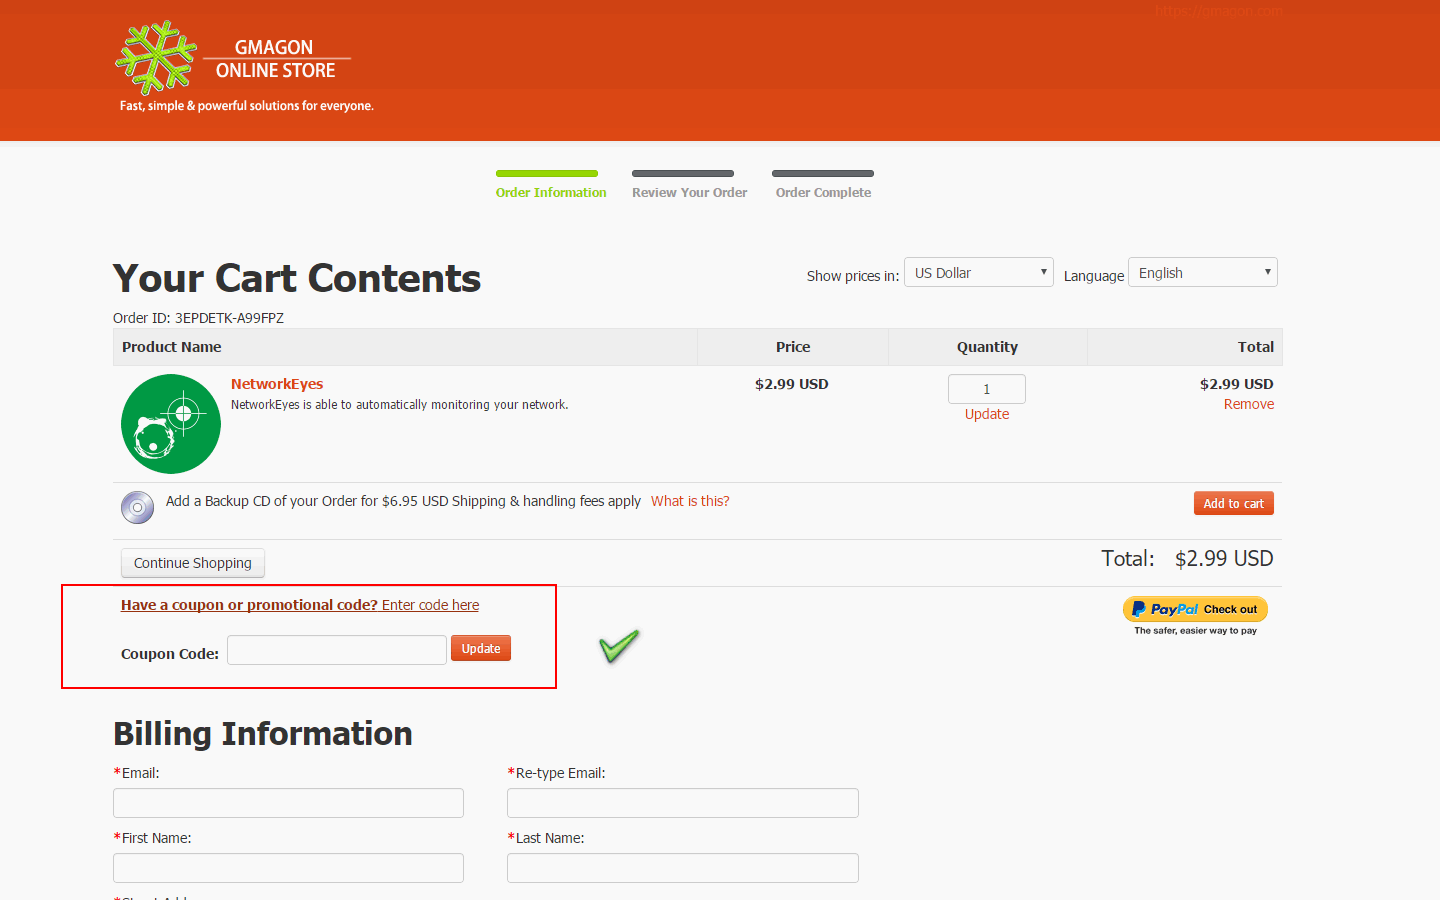 https://gmagon.com
GMAGON
ONLINE STORE
Fast, simple & powerful solutions for everyone.
Order Information Review Your Order Order Complete
Your Cart Contents
Show prices in: US Dollar Language English
Order ID: 3EPDETK-A99FPZ
Product Name Price Quantity Total
NetworkEyes $2.99 USD 1 $2.99 USD
NetworkEyes is able to automatically monitoring your network.
Update Remove
Add a Backup CD of your Order for $6.95 USD Shipping & handling fees apply What is this? Add to cart
Continue Shopping Total: $2.99 USD
Have a coupon or promotional code? Enter code here
PayPal Check out
The safer, easier way to pay
Coupon Code: Update
Billing Information
*Email: *Re-type Email:
*First Name: *Last Name: